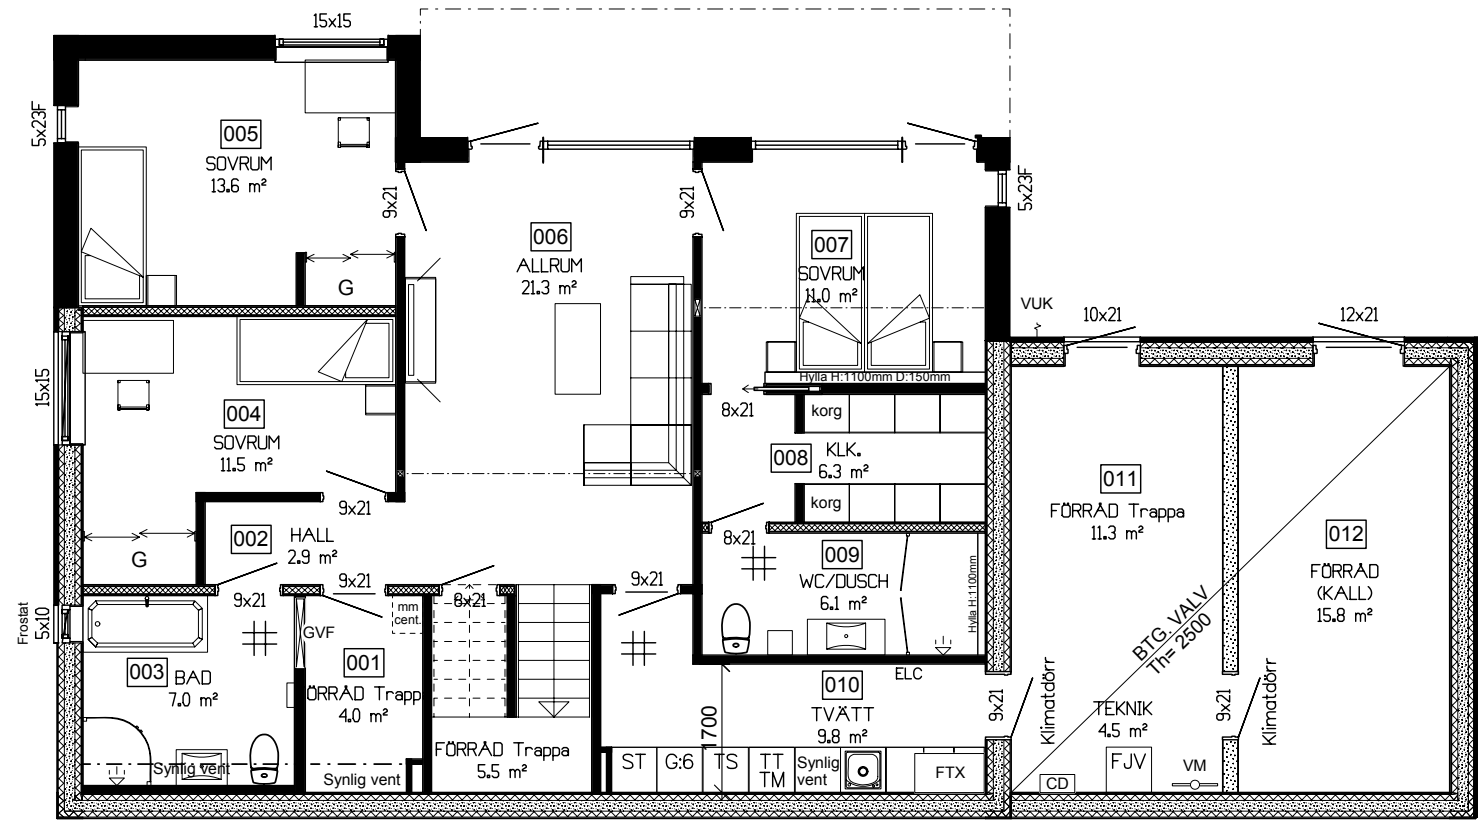 15x15
5x23F
005
SOVRUM
13.6 m²
9x21
G
006
ALLRUM
21.3 m²
9x21
007
SOVRUM
11.0 m²
5x23F
Hylla H:1100mm D:150mm
VUK
10x21
12x21
15x15
004
SOVRUM
11.5 m²
9x21
G
8x21
korg
008
KLK.
6.3 m²
korg
8x21
011
FÖRRÅD Trappa
11.3 m²
012
FÖRRÅD
(KALL)
15.8 m²
002
HALL
2.9 m²
9x21
9x21
8x21
9x21
009
WC/DUSCH
6.1 m²
Hylla H:1100mm
Frostat
5x10
GVF
mm
cent.
003
BAD
7.0 m²
001
ÖRRÅD Trapp
4.0 m²
Synlig vent
Synlig vent
FÖRRÅD Trappa
5.5 m²
ELC
010
TVÄTT
9.8 m²
1700
ST
G:6
TS
TT
TM
Synlig
vent
FTX
9x21
Klimatdörr
BTG. VALV
Th= 2500
TEKNIK
4.5 m²
CD
FJV
VM
9x21
Klimatdörr